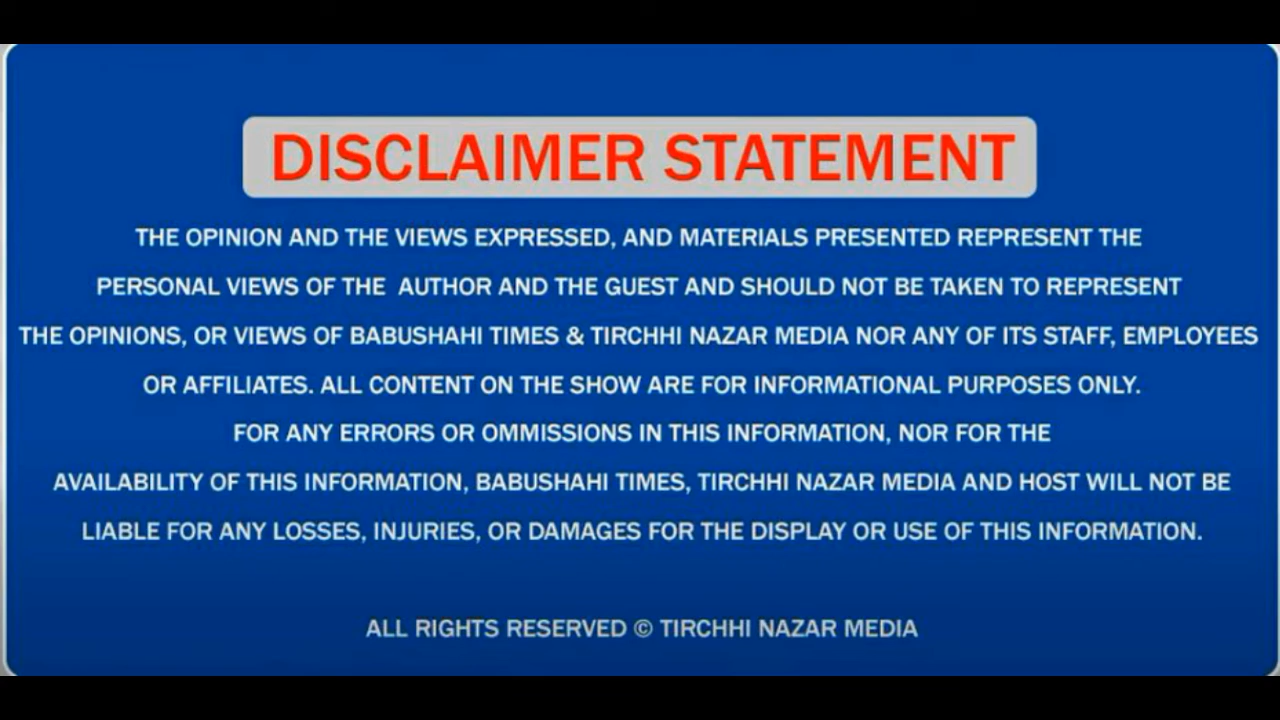 DISCLAIMER STATEMENT
THE OPINION AND THE VIEWS EXPRESSED, AND MATERIALS PRESENTED REPRESENT THE
PERSONAL VIEWS OF THE AUTHOR AND THE GUEST AND SHOULD NOT BE TAKEN TO REPRESENT
THE OPINIONS, OR VIEWS OF BABUSHAHI TIMES & TIRCHHI NAZAR MEDIA NOR ANY OF ITS STAFF, EMPLOYEES
OR AFFILIATES. ALL CONTENT ON THE SHOW ARE FOR INFORMATIONAL PURPOSES ONLY.
FOR ANY ERRORS OR OMMISSIONS IN THIS INFORMATION, NOR FOR THE
AVAILABILITY OF THIS INFORMATION, BABUSHAHI TIMES, TIRCHHI NAZAR MEDIA AND HOST WILL NOT BE
LIABLE FOR ANY LOSSES, INJURIES, OR DAMAGES FOR THE DISPLAY OR USE OF THIS INFORMATION.
ALL RIGHTS RESERVED © TIRCHHI NAZAR MEDIA